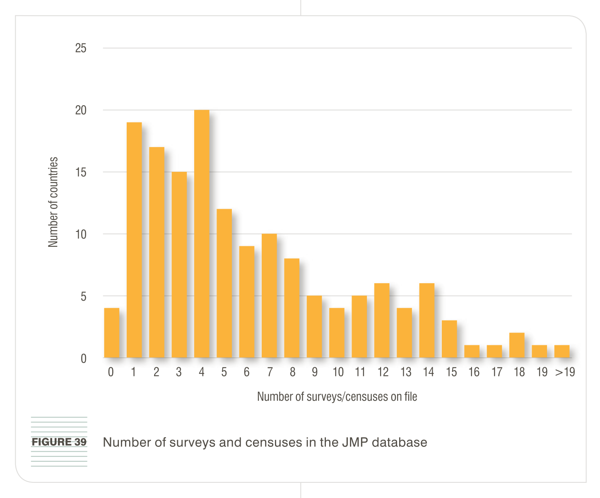 25
20
15
10
5
0
Number of countries
0 1 2 3 4 5 6 7 8 9 10 11 12 13 14 15 16 17 18 19 >19
Number of surveys/censuses on file
FIGURE 39 Number of surveys and censuses in the JMP database